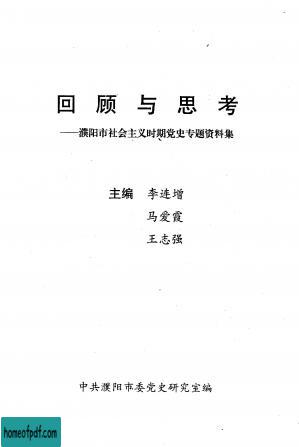 回顾与思考
——濮阳市社会主义时期党史专题资料集
主编 李连增
马爱霞
王志强
中共濮阳市委党史研究室编
homeofpdf.com